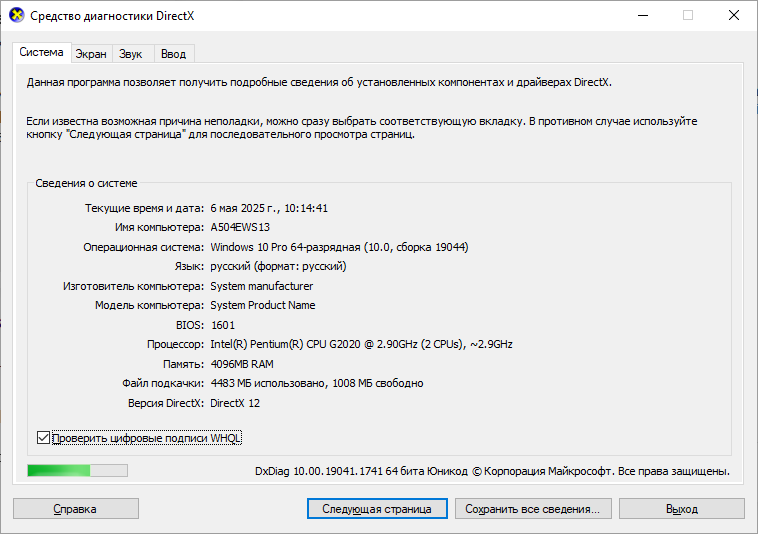 Средство диагностики DirectX
Система Экран Звук Ввод
Данная программа позволяет получить подробные сведения об установленных компонентах и драйверах DirectX.
Если известна возможная причина неполадки, можно сразу выбрать соответствующую вкладку. В противном случае используйте
кнопку "Следующая страница" для последовательного просмотра страниц.
Сведения о системе
Текущие время и дата: 6 мая 2025 г., 10:14:41
Имя компьютера: A504EWS13
Операционная система: Windows 10 Pro 64-разрядная (10.0, сборка 19044)
Язык: русский (формат: русский)
Изготовитель компьютера: System manufacturer
Модель компьютера: System Product Name
BIOS: 1601
Процессор: Intel(R) Pentium(R) CPU G2020 @ 2.90GHz (2 CPUs), ~2.9GHz
Память: 4096MB RAM
Файл подкачки: 4483 МБ использовано, 1008 МБ свободно
Версия DirectX: DirectX 12
Проверить цифровые подписи WHQL
DxDiag 10.00.19041.1741 64 бита Юникод © Корпорация Майкрософт. Все права защищены.
Справка Следующая страница Сохранить все сведения... Выход